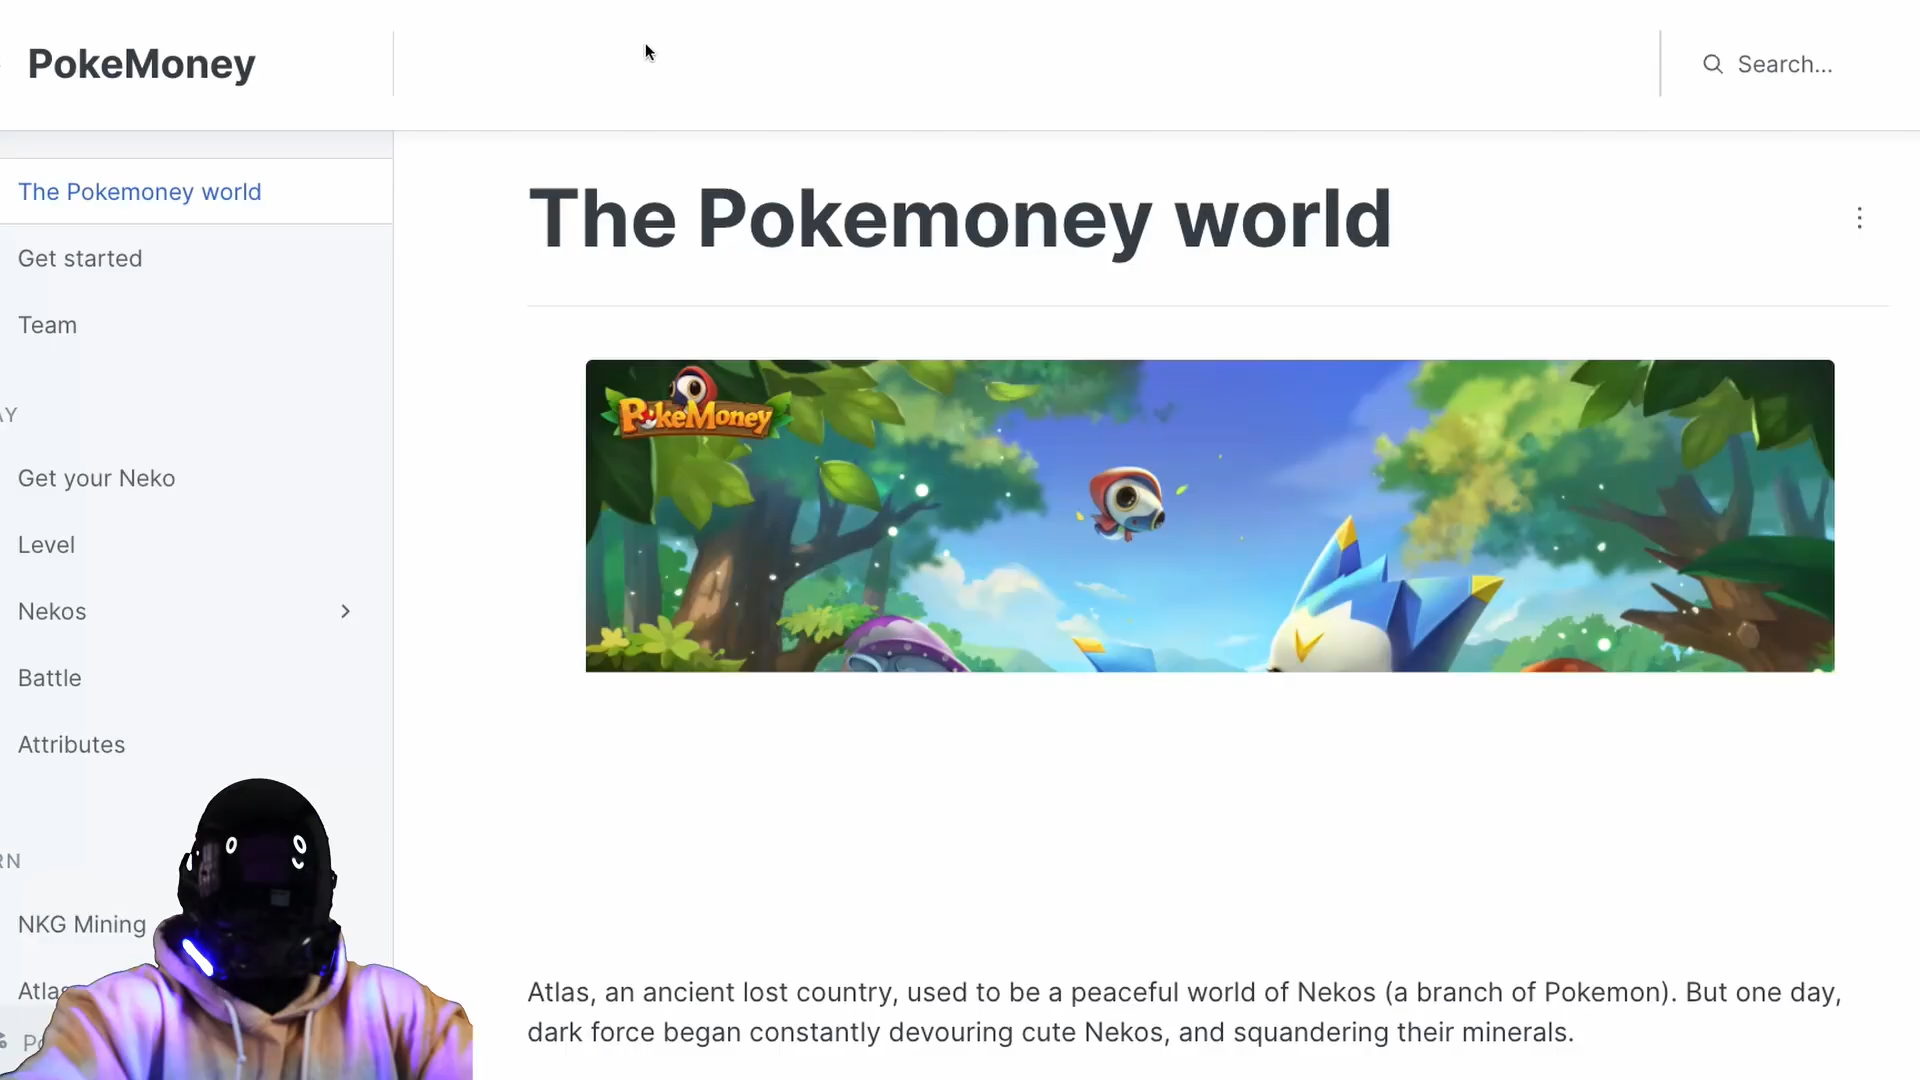 PokeMoney
Search...
The Pokemoney world
Get started
Team
AY
Get your Neko
Level
Nekos
Battle
Attributes
RN
NKG Mining
The Pokemoney world
PokeMoney
Atlas, an ancient lost country, used to be a peaceful world of Nekos (a branch of Pokemon). But one day,
dark force began constantly devouring cute Nekos, and squandering their minerals.